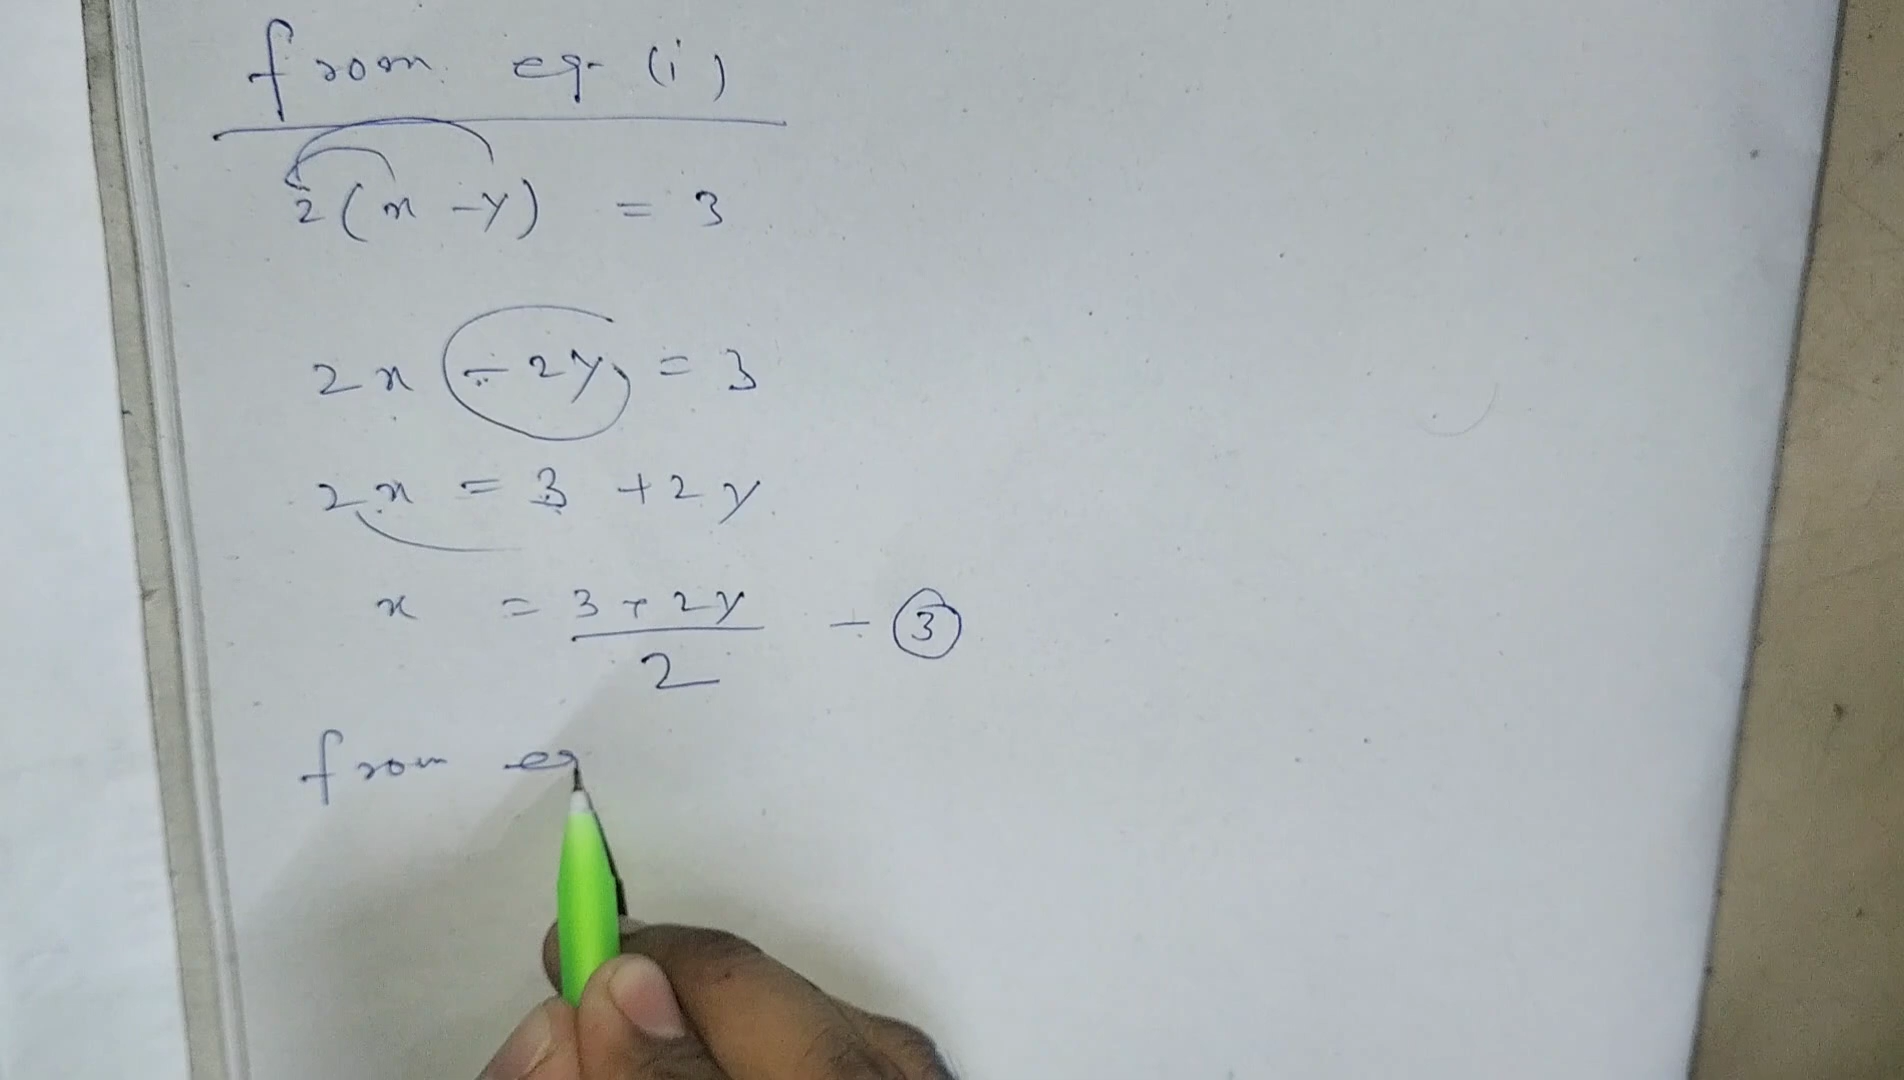 from eq (i)
2(x - y) = 3
2x - 2y = 3
2x = 3 + 2y
x = 3 + 2y / 2 - ③
from eq